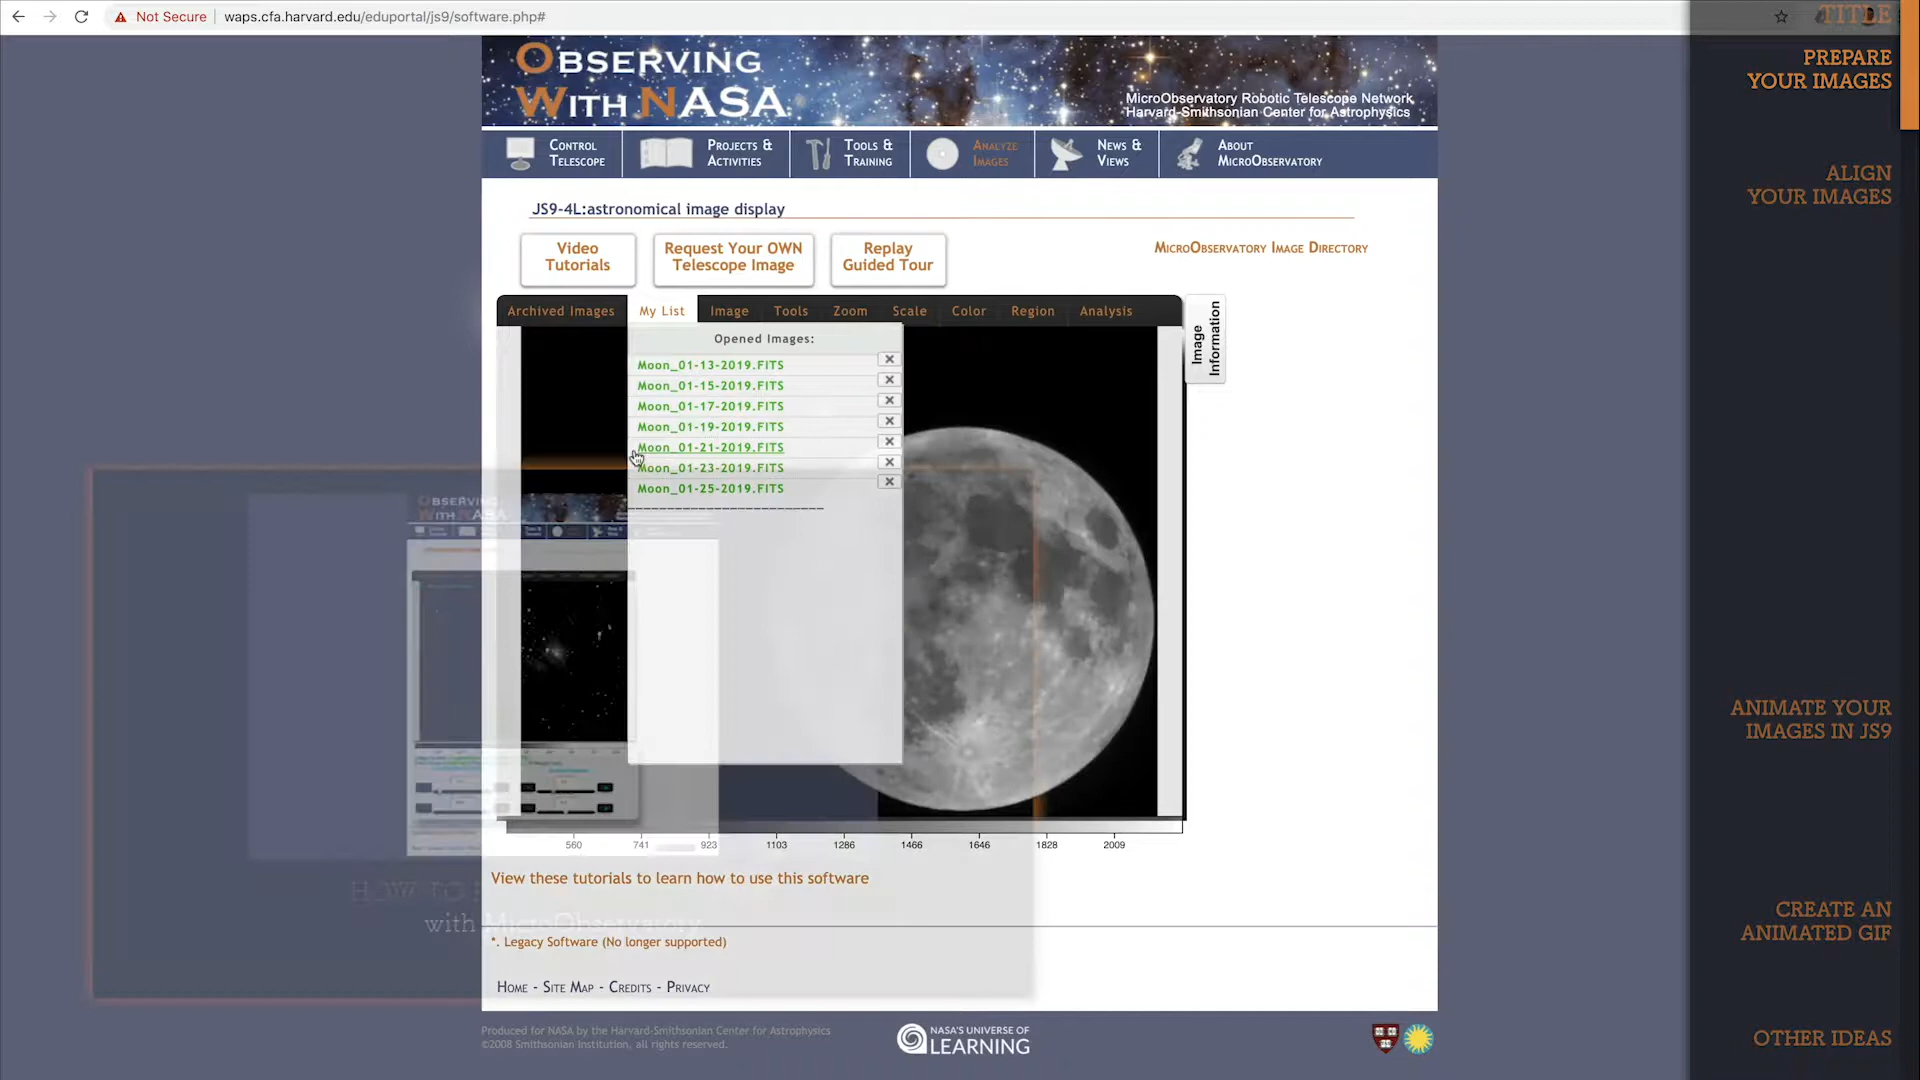 Not Secure
waps.cfa.harvard.edu/eduportal/js9/software.php#
TITLE
OBSERVING
WITH NASA
MicroObservatory Robotic Telescope Network
Harvard-Smithsonian Center for Astrophysics
CONTROL
TELESCOPE
PROJECTS &
ACTIVITIES
TOOLS &
TRAINING
ANALYZE
IMAGES
NEWS &
VIEWS
ABOUT
MICROOBSERVATORY
PREPARE
YOUR IMAGES
ALIGN
YOUR IMAGES
ANIMATE YOUR
IMAGES IN JS9
CREATE AN
ANIMATED GIF
OTHER IDEAS
JS9-4L:astronomical image display
Video
Tutorials
Request Your OWN
Telescope Image
Replay
Guided Tour
MICROOBSERVATORY IMAGE DIRECTORY
Archived Images My List Image Tools Zoom Scale Color Region Analysis
Image
Information
Opened Images:
Moon_01-13-2019.FITS
Moon_01-15-2019.FITS
Moon_01-17-2019.FITS
Moon_01-19-2019.FITS
Moon_01-21-2019.FITS
Moon_01-23-2019.FITS
Moon_01-25-2019.FITS
OBSERVING
WITH NASA
560 741 923 1103 1286 1466 1646 1828 2009
View these tutorials to learn how to use this software
HOW TO
with MicroObservatory
*. Legacy Software (No longer supported)
HOME - SITE MAP - CREDITS - PRIVACY
Produced for NASA by the Harvard-Smithsonian Center for Astrophysics
©2008 Smithsonian Institution, all rights reserved.
NASA'S UNIVERSE OF
LEARNING